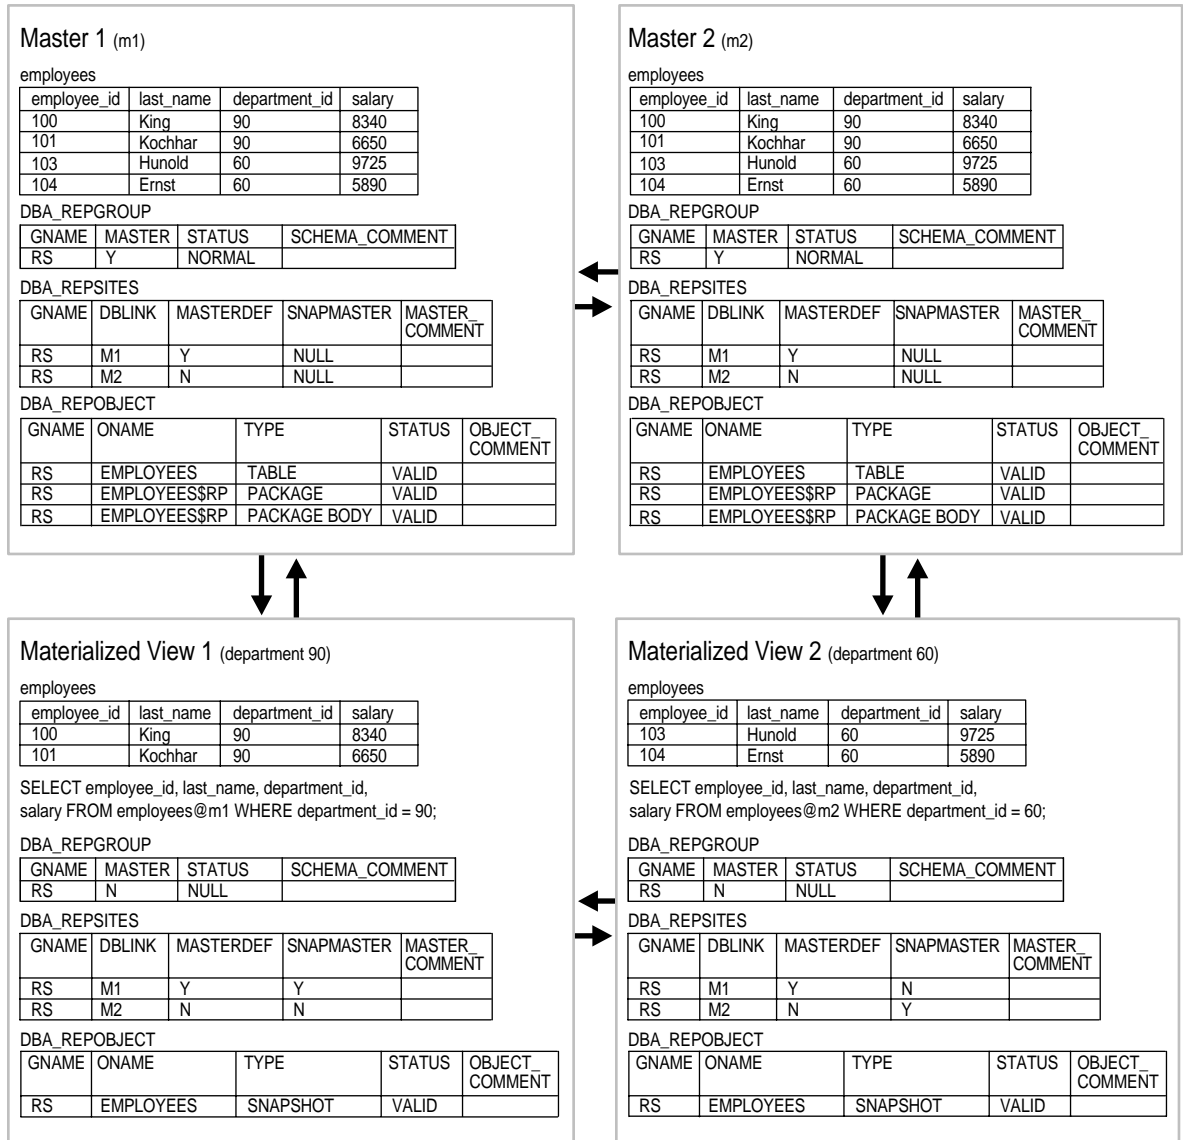 Master 1 (m1)
employees
employee_id last_name department_id salary
100 King 90 8340
101 Kochhar 90 6650
103 Hunold 60 9725
104 Ernst 60 5890
DBA_REPGROUP
GNAME MASTER STATUS SCHEMA_COMMENT
RS Y NORMAL
DBA_REPSITES
GNAME DBLINK MASTERDEF SNAPMASTER MASTER_
COMMENT
RS M1 Y NULL
RS M2 N NULL
DBA_REPOBJECT
GNAME ONAME TYPE STATUS OBJECT_
COMMENT
RS EMPLOYEES TABLE VALID
RS EMPLOYEES$RP PACKAGE VALID
RS EMPLOYEES$RP PACKAGE BODY VALID
Master 2 (m2)
employees
employee_id last_name department_id salary
100 King 90 8340
101 Kochhar 90 6650
103 Hunold 60 9725
104 Ernst 60 5890
DBA_REPGROUP
GNAME MASTER STATUS SCHEMA_COMMENT
RS Y NORMAL
DBA_REPSITES
GNAME DBLINK MASTERDEF SNAPMASTER MASTER_
COMMENT
RS M1 Y NULL
RS M2 N NULL
DBA_REPOBJECT
GNAME ONAME TYPE STATUS OBJECT_
COMMENT
RS EMPLOYEES TABLE VALID
RS EMPLOYEES$RP PACKAGE VALID
RS EMPLOYEES$RP PACKAGE BODY VALID
Materialized View 1 (department 90)
employees
employee_id last_name department_id salary
100 King 90 8340
101 Kochhar 90 6650
SELECT employee_id, last_name, department_id,
salary FROM employees@m1 WHERE department_id = 90;
DBA_REPGROUP
GNAME MASTER STATUS SCHEMA_COMMENT
RS N NULL
DBA_REPSITES
GNAME DBLINK MASTERDEF SNAPMASTER MASTER_
COMMENT
RS M1 Y Y
RS M2 N N
DBA_REPOBJECT
GNAME ONAME TYPE STATUS OBJECT_
COMMENT
RS EMPLOYEES SNAPSHOT VALID
Materialized View 2 (department 60)
employees
employee_id last_name department_id salary
103 Hunold 60 9725
104 Ernst 60 5890
SELECT employee_id, last_name, department_id,
salary FROM employees@m2 WHERE department_id = 60;
DBA_REPGROUP
GNAME MASTER STATUS SCHEMA_COMMENT
RS N NULL
DBA_REPSITES
GNAME DBLINK MASTERDEF SNAPMASTER MASTER_
COMMENT
RS M1 Y N
RS M2 N Y
DBA_REPOBJECT
GNAME ONAME TYPE STATUS OBJECT_
COMMENT
RS EMPLOYEES SNAPSHOT VALID